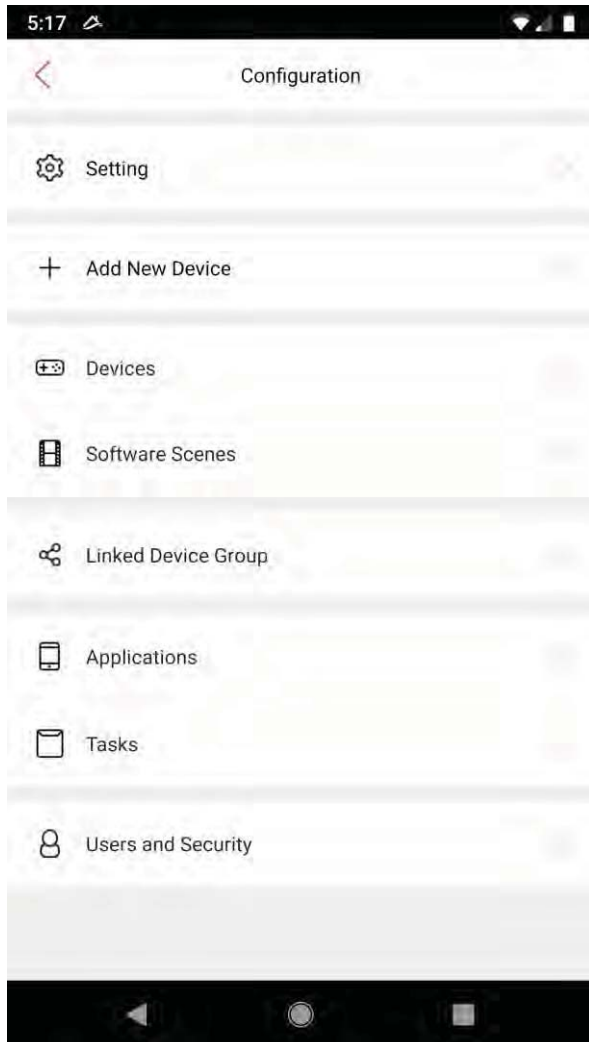 5:17
Configuration
Setting
Add New Device
Devices
Software Scenes
Linked Device Group
Applications
Tasks
Users and Security